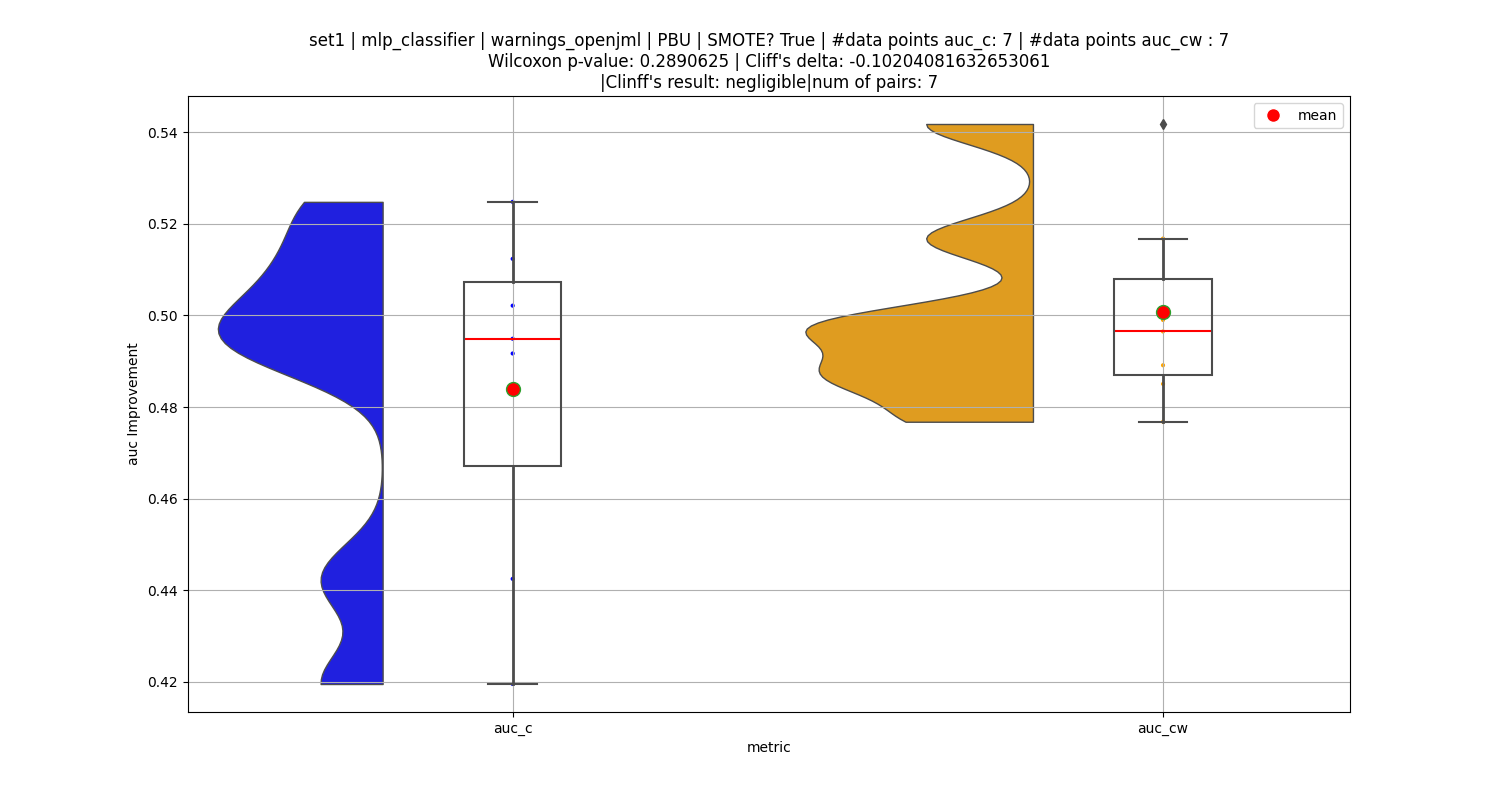 set1 | mlp_classifier | warnings_openjml | PBU | SMOTE? True | #data points auc_c: 7 | #data points auc_cw : 7
Wilcoxon p-value: 0.2890625 | Cliff's delta: -0.10204081632653061
|Clinff's result: negligible|num of pairs: 7
mean
0.54
0.52
0.50
0.48
0.46
0.44
0.42
auc Improvement
auc_c
auc_cw
metric